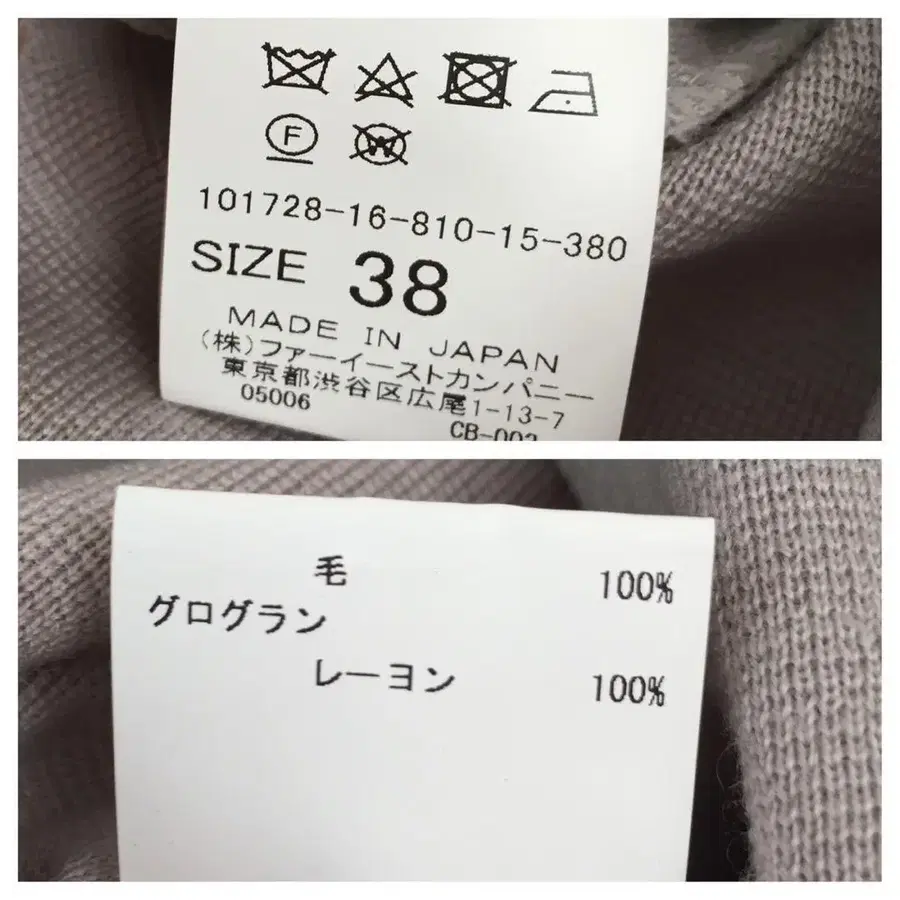 F
W
101728-16-810-15-380
SIZE 38
MADE IN JAPAN
(株)ファーイーストカンパニー
東京都渋谷区広尾1-13-7
05006
毛 100%
グログラン
レーヨン 100%